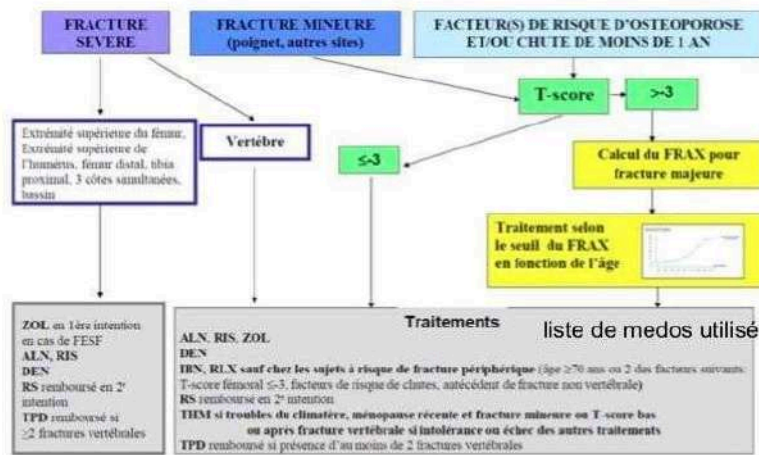 FRACTURE
SEVERE
FRACTURE MINEURE
(poignet, autres sites)
FACTEUR(S) DE RISQUE D'OSTEOPOROSE
ET/OU CHUTE DE MOINS DE 1 AN
T-score
>-3
Extrémité supérieure du fémur,
Extrémité supérieure de
l'humérus, fémur distal, tibia
proximal, 3 côtes simultanées,
bassin
Vertèbre
≤-3
Calcul du FRAX pour
fracture majeure
Traitement selon
le seuil du FRAX
en fonction de l'âge
ZOL en 1ère intention
en cas de FESF
ALN, RIS
DEN
RS remboursé en 2e
intention
TPD remboursé si
≥2 fractures vertébrales
Traitements
liste de medos utilisé
ALN, RIS, ZOL
DEN
IBN, RLX sauf chez les sujets à risque de fracture périphérique (âge ≥70 ans ou 2 des facteurs suivants:
T-score fémoral ≤-3, facteurs de risque de chutes, antécédent de fracture non vertébrale)
RS remboursé en 2e intention
THM si troubles du climatère, ménopause récente et fracture mineure ou T-score bas
ou après fracture vertébrale si intolérance ou échec des autres traitements
TPD remboursé si présence d'au moins de 2 fractures vertébrales